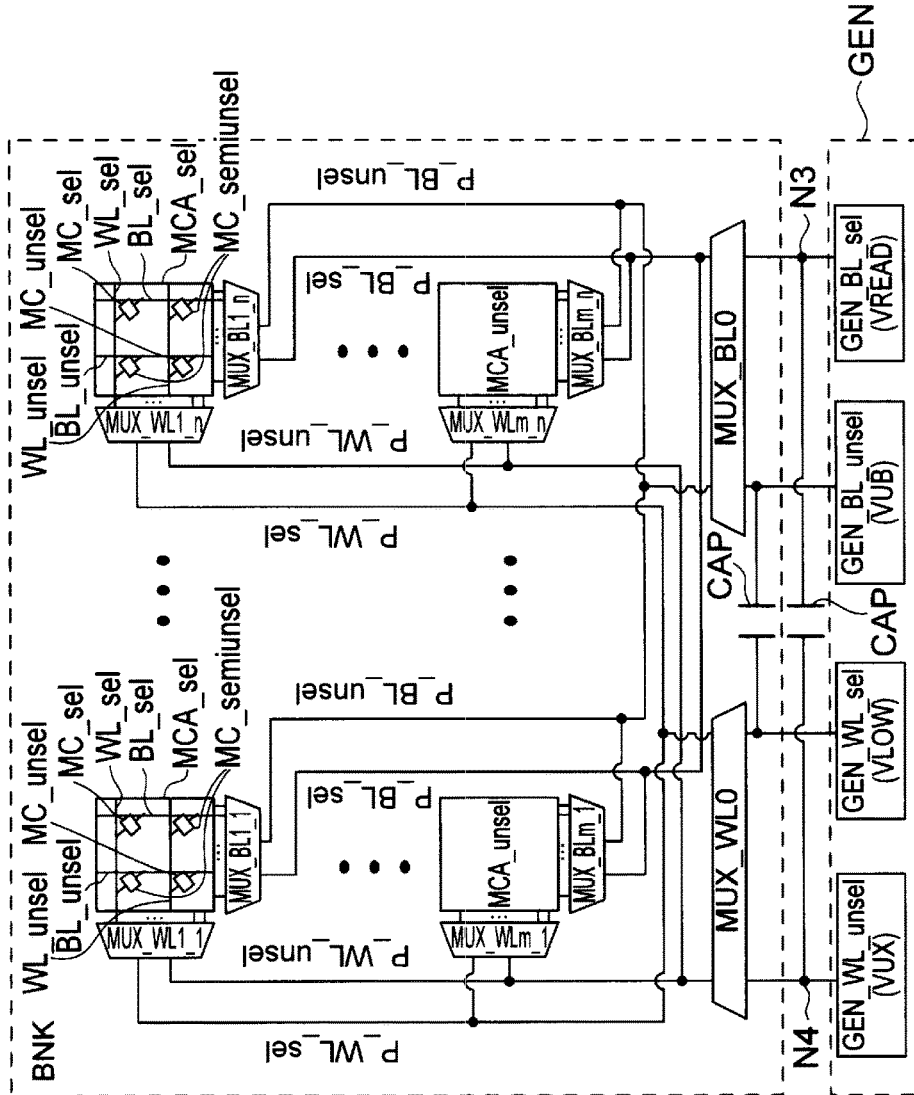 BNK
WL_unsel
BL_unsel
MC_unsel
MC_sel
WL_sel
BL_sel
MCA_sel
MC_semiunsel
MUX_WL1_1
MUX_BL1_1
P_WL_unsel
P_WL_sel
P_BL_sel
P_BL_unsel
MCA_unsel
MUX_WLm_1
MUX_BLm_1
WL_unsel
BL_unsel
MC_unsel
MC_sel
WL_sel
BL_sel
MCA_sel
MC_semiunsel
MUX_WL1_n
MUX_BL1_n
P_WL_unsel
P_WL_sel
P_BL_sel
P_BL_unsel
MCA_unsel
MUX_WLm_n
MUX_BLm_n
MUX_WL0
MUX_BL0
CAP
CAP
N4
N3
GEN_WL_unsel
(VUX)
GEN_WL_sel
(VLOW)
GEN_BL_unsel
(VUB)
GEN_BL_sel
(VREAD)
GEN